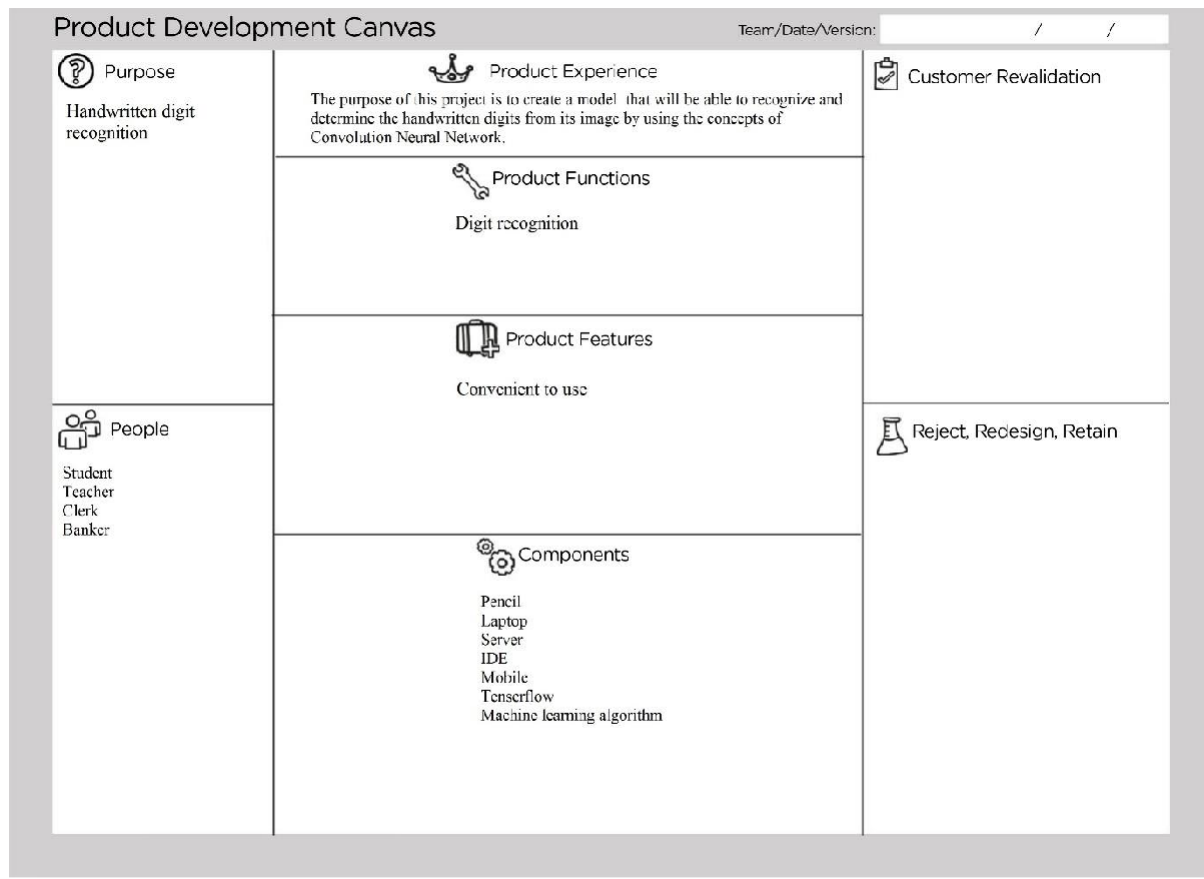 Product Development Canvas
Team/Date/Version:
/ /
Purpose
Handwritten digit
recognition
Product Experience
The purpose of this project is to create a model that will be able to recognize and
determine the handwritten digits from its image by using the concepts of
Convolution Neural Network.
Product Functions
Digit recognition
Product Features
Convenient to use
Customer Revalidation
People
Student
Teacher
Clerk
Banker
Components
Pencil
Laptop
Server
IDE
Mobile
Tenserflow
Machine learning algorithm
Reject, Redesign, Retain